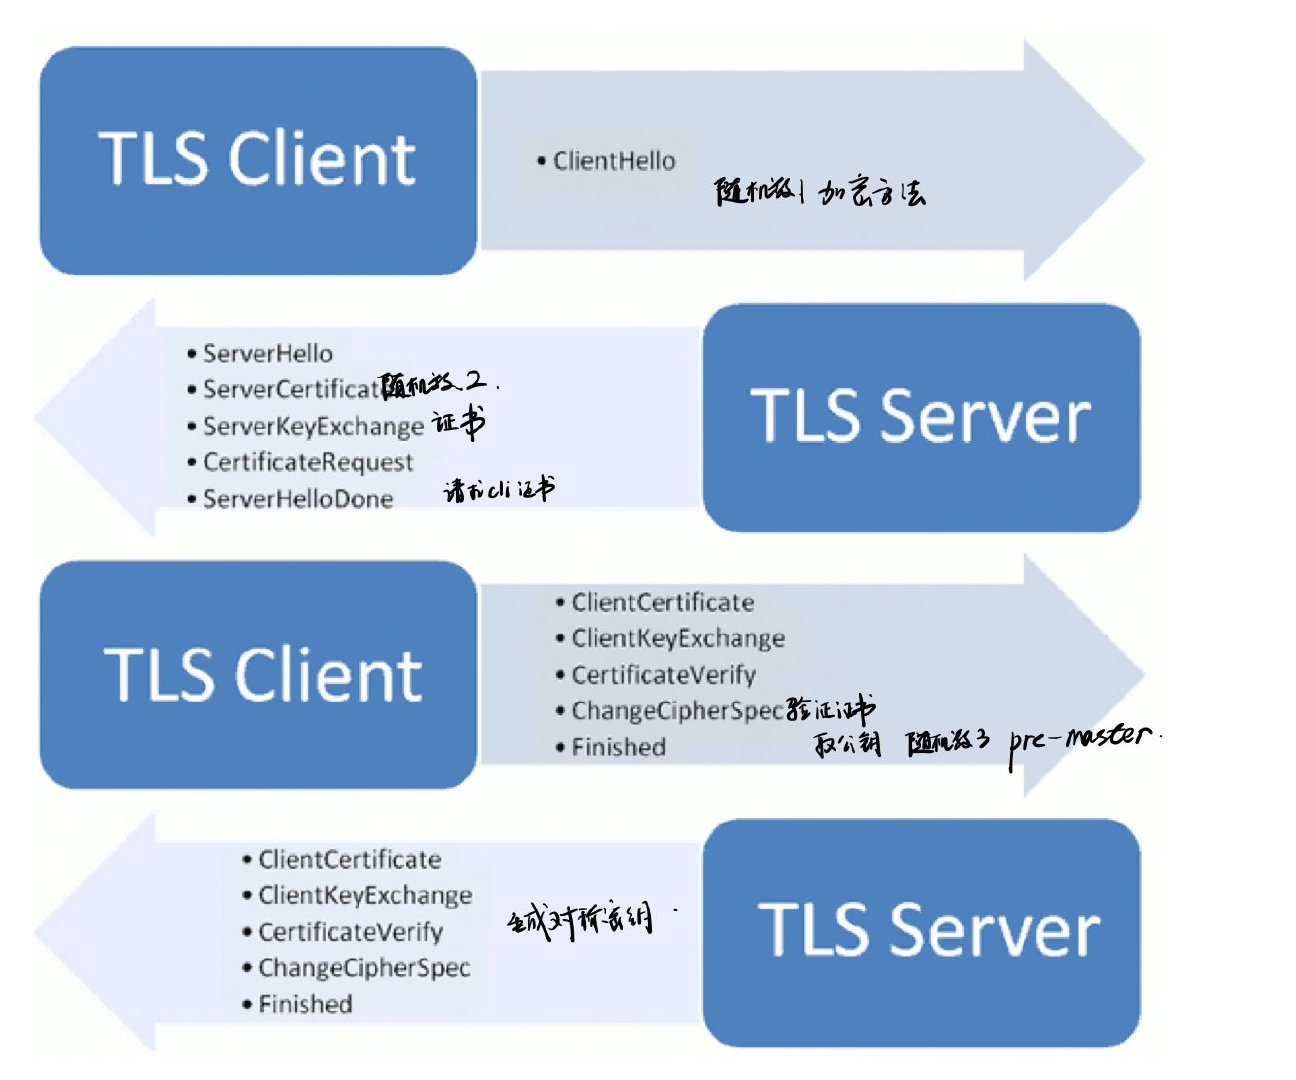 TLS Client
• ClientHello
随机数1 加密方法
• ServerHello
• ServerCertificate
随机数2.
• ServerKeyExchange
证书
• CertificateRequest
• ServerHelloDone
请求cli证书
TLS Server
TLS Client
• ClientCertificate
• ClientKeyExchange
• CertificateVerify
• ChangeCipherSpec
验证证书
• Finished
取公钥 随机数3 pre-master.
• ClientCertificate
• ClientKeyExchange
• CertificateVerify
• ChangeCipherSpec
• Finished
生成对称密钥.
TLS Server